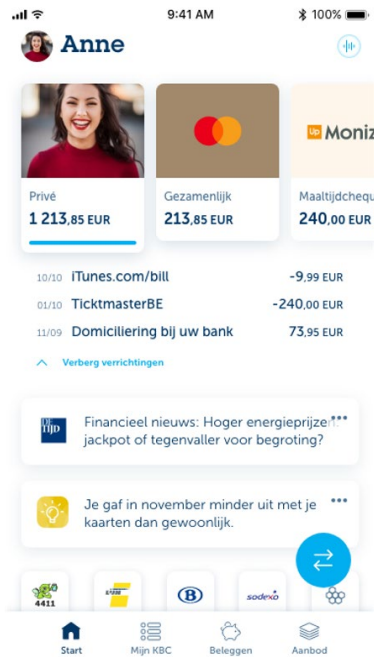 9:41 AM
100%
Anne
Up Moniz
Privé
1 213,85 EUR
Gezamenlijk
213,85 EUR
Maaltijdchequ
240,00 EUR
10/10 iTunes.com/bill -9,99 EUR
01/10 TicktmasterBE -240,00 EUR
11/09 Domiciliering bij uw bank 73,95 EUR
Verberg verrichtingen
DE TIJD
Financieel nieuws: Hoger energieprijzen:
jackpot of tegenvaller voor begroting?
Je gaf in november minder uit met je
kaarten dan gewoonlijk.
4411
B
sodexo
Start
Mijn KBC
Beleggen
Aanbod